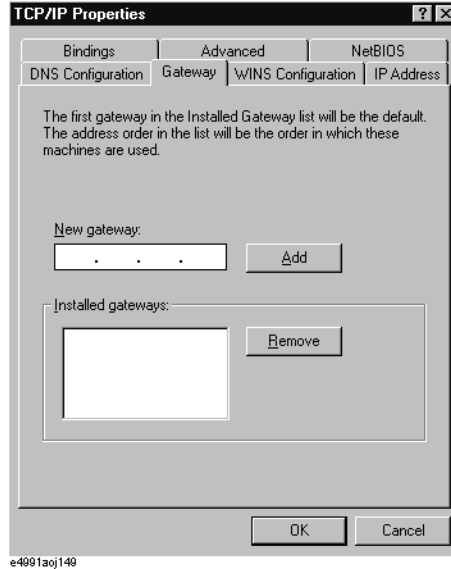 TCP/IP Properties
Bindings Advanced NetBIOS
DNS Configuration Gateway WINS Configuration IP Address
The first gateway in the Installed Gateway list will be the default.
The address order in the list will be the order in which these
machines are used.
New gateway:
. . .
Add
Installed gateways:
Remove
OK Cancel
e4991aoj149